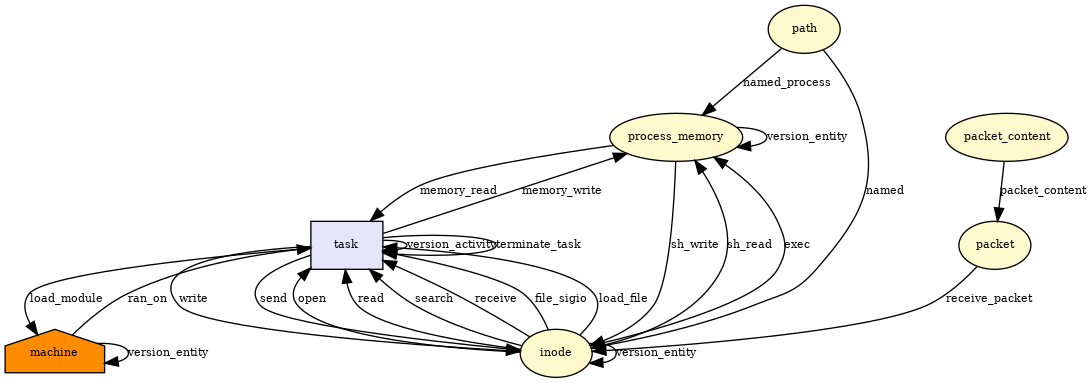 path
named_process
process_memory
version_entity
packet_content
memory_read
memory_write
named
packet_content
task
version_activity
terminate_task
sh_write
sh_read
exec
packet
load_module
ran_on
write
send
open
read
search
receive
file_sigio
load_file
receive_packet
machine
version_entity
inode
version_entity